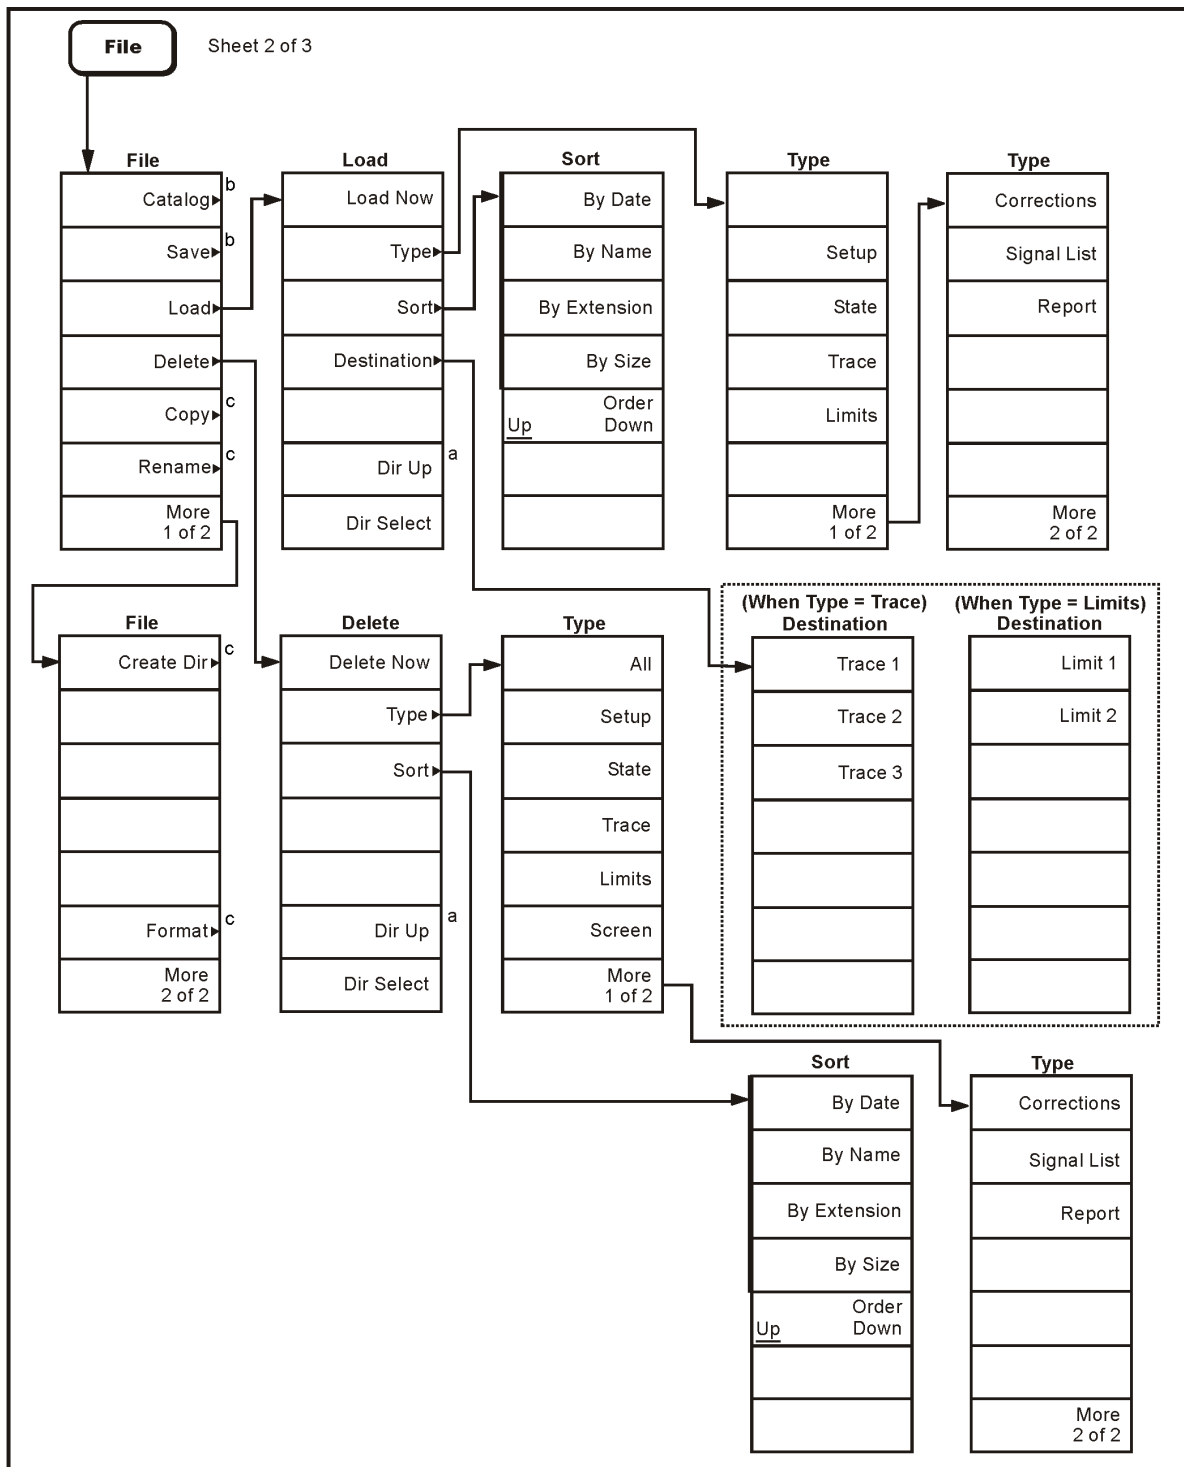 File
Sheet 2 of 3
File
Catalog
b
Save
b
Load
Delete
Copy
c
Rename
c
More
1 of 2
Load
Load Now
Type
Sort
Destination
Dir Up
a
Dir Select
Sort
By Date
By Name
By Extension
By Size
Order
Up
Down
Type
Setup
State
Trace
Limits
More
1 of 2
Type
Corrections
Signal List
Report
More
2 of 2
File
Create Dir
c
Format
c
More
2 of 2
Delete
Delete Now
Type
Sort
Dir Up
a
Dir Select
Type
All
Setup
State
Trace
Limits
Screen
More
1 of 2
(When Type = Trace)
Destination
Trace 1
Trace 2
Trace 3
(When Type = Limits)
Destination
Limit 1
Limit 2
Sort
By Date
By Name
By Extension
By Size
Order
Up
Down
Type
Corrections
Signal List
Report
More
2 of 2